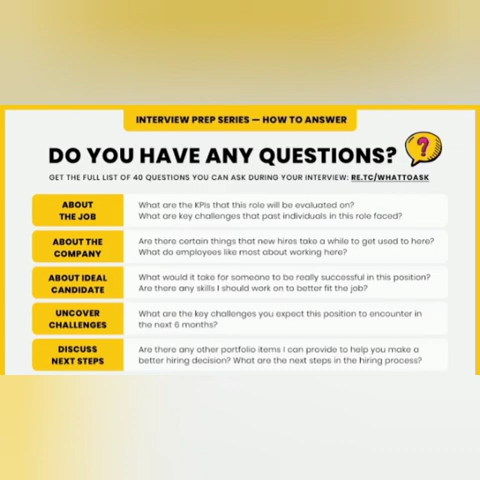 INTERVIEW PREP SERIES — HOW TO ANSWER
DO YOU HAVE ANY QUESTIONS?
?
GET THE FULL LIST OF 40 QUESTIONS YOU CAN ASK DURING YOUR INTERVIEW: RE.TC/WHATTOASK
ABOUT
THE JOB
What are the KPIs that this role will be evaluated on?
What are key challenges that past individuals in this role faced?
ABOUT THE
COMPANY
Are there certain things that new hires take a while to get used to here?
What do employees like most about working here?
ABOUT IDEAL
CANDIDATE
What would it take for someone to be really successful in this position?
Are there any skills I should work on to better fit the job?
UNCOVER
CHALLENGES
What are the key challenges you expect this position to encounter in
the next 6 months?
DISCUSS
NEXT STEPS
Are there any other portfolio items I can provide to help you make a
better hiring decision? What are the next steps in the hiring process?